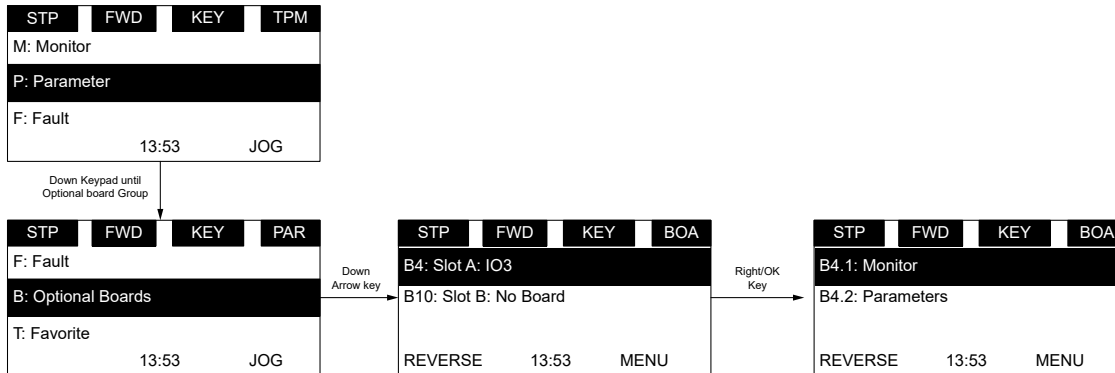 STP FWD KEY TPM
M: Monitor
P: Parameter
F: Fault
13:53 JOG
Down Keypad until
Optional board Group
STP FWD KEY PAR
F: Fault
B: Optional Boards
T: Favorite
13:53 JOG
Down
Arrow key
STP FWD KEY BOA
B4: Slot A: IO3
B10: Slot B: No Board
REVERSE 13:53 MENU
Right/OK
Key
STP FWD KEY BOA
B4.1: Monitor
B4.2: Parameters
REVERSE 13:53 MENU